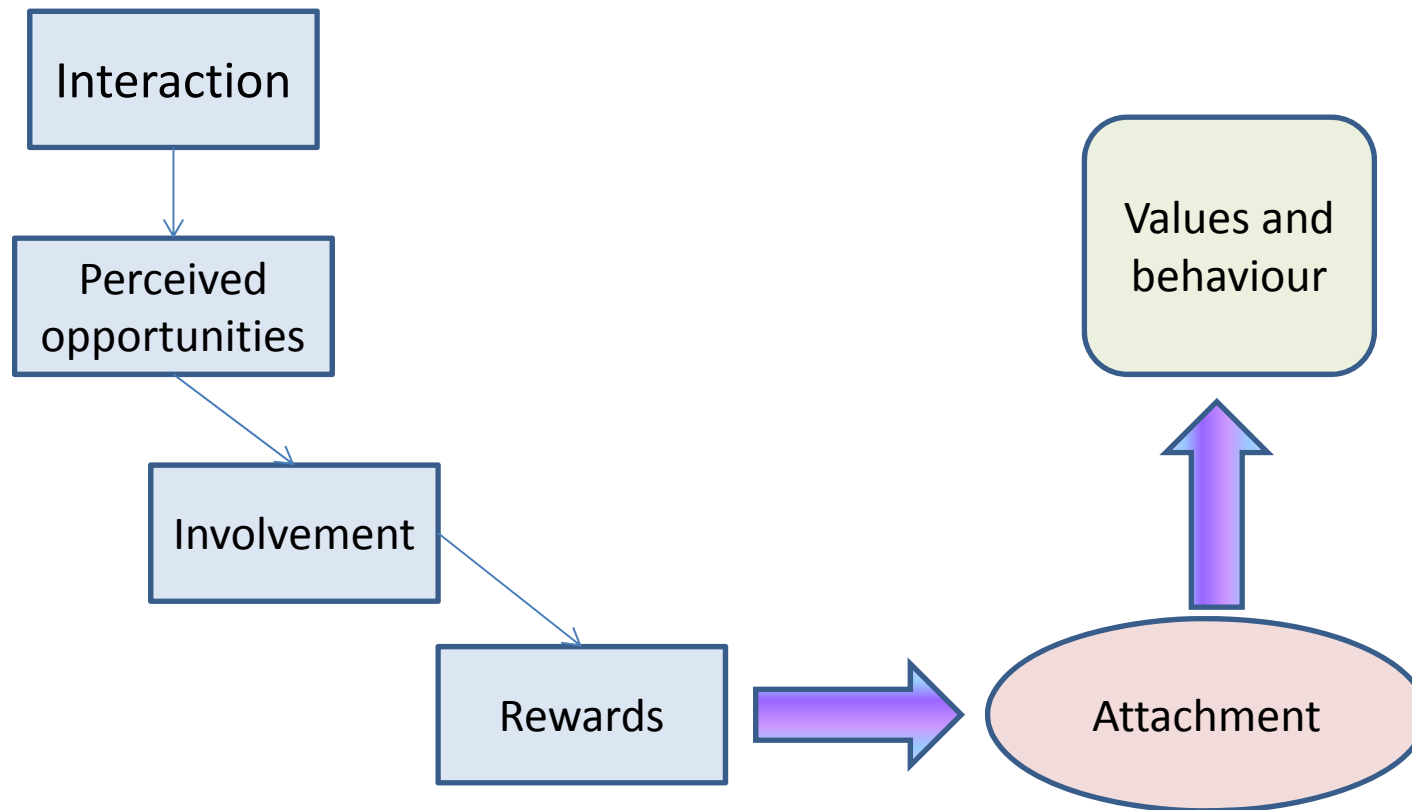 Interaction
Perceived
opportunities
Involvement
Rewards
Attachment
Values and
behaviour